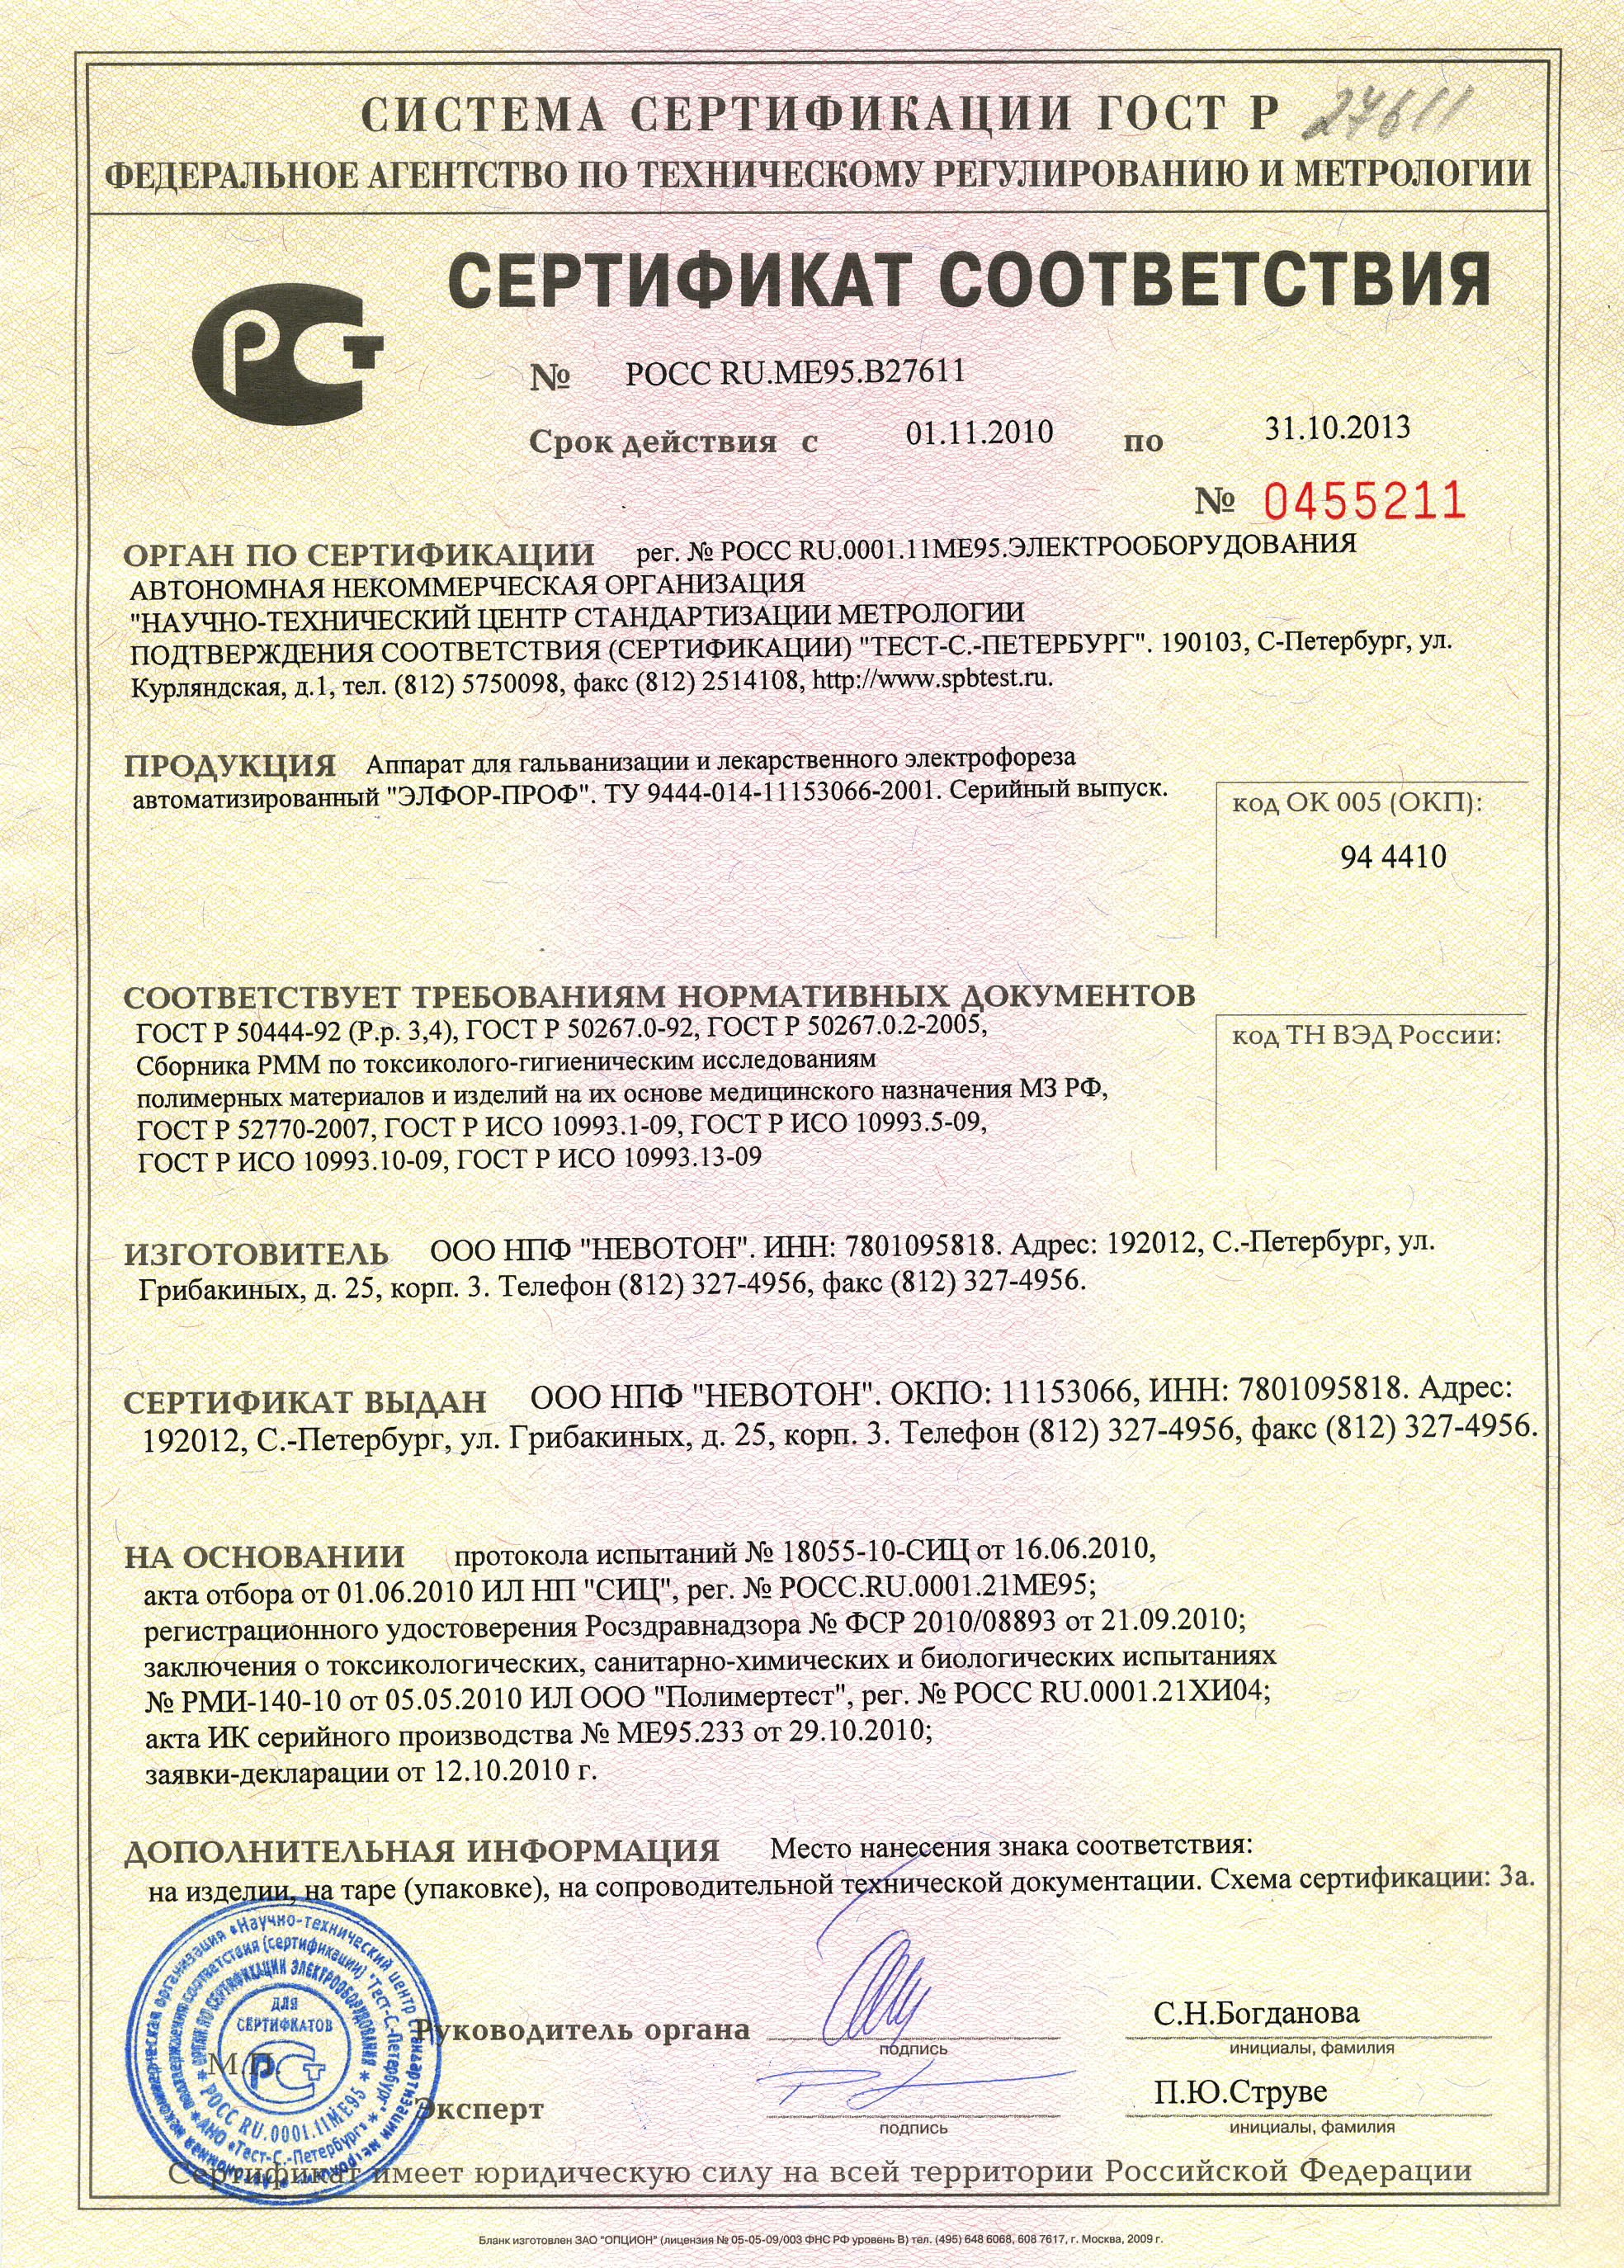 СИСТЕМА СЕРТИФИКАЦИИ ГОСТ Р 24611
ФЕДЕРАЛЬНОЕ АГЕНТСТВО ПО ТЕХНИЧЕСКОМУ РЕГУЛИРОВАНИЮ И МЕТРОЛОГИИ
СЕРТИФИКАТ СООТВЕТСТВИЯ
№ РОСС RU.МЕ95.В27611
Срок действия с 01.11.2010 по 31.10.2013
№ 0455211
ОРГАН ПО СЕРТИФИКАЦИИ рег. № РОСС RU.0001.11МЕ95.ЭЛЕКТРООБОРУДОВАНИЯ
АВТОНОМНАЯ НЕКОММЕРЧЕСКАЯ ОРГАНИЗАЦИЯ
"НАУЧНО-ТЕХНИЧЕСКИЙ ЦЕНТР СТАНДАРТИЗАЦИИ МЕТРОЛОГИИ
ПОДТВЕРЖДЕНИЯ СООТВЕТСТВИЯ (СЕРТИФИКАЦИИ) "ТЕСТ-С.-ПЕТЕРБУРГ". 190103, С-Петербург, ул.
Курляндская, д.1, тел. (812) 5750098, факс (812) 2514108, http://www.spbtest.ru.
ПРОДУКЦИЯ Аппарат для гальванизации и лекарственного электрофореза
автоматизированный "ЭЛФОР-ПРОФ". ТУ 9444-014-11153066-2001. Серийный выпуск.
код ОК 005 (ОКП):
94 4410
СООТВЕТСТВУЕТ ТРЕБОВАНИЯМ НОРМАТИВНЫХ ДОКУМЕНТОВ
ГОСТ Р 50444-92 (Р.р. 3,4), ГОСТ Р 50267.0-92, ГОСТ Р 50267.0.2-2005,
Сборника РММ по токсиколого-гигиеническим исследованиям
полимерных материалов и изделий на их основе медицинского назначения МЗ РФ,
ГОСТ Р 52770-2007, ГОСТ Р ИСО 10993.1-09, ГОСТ Р ИСО 10993.5-09,
ГОСТ Р ИСО 10993.10-09, ГОСТ Р ИСО 10993.13-09
код ТН ВЭД России:
ИЗГОТОВИТЕЛЬ ООО НПФ "НЕВОТОН". ИНН: 7801095818. Адрес: 192012, С.-Петербург, ул.
Грибакиных, д. 25, корп. 3. Телефон (812) 327-4956, факс (812) 327-4956.
СЕРТИФИКАТ ВЫДАН ООО НПФ "НЕВОТОН". ОКПО: 11153066, ИНН: 7801095818. Адрес:
192012, С.-Петербург, ул. Грибакиных, д. 25, корп. 3. Телефон (812) 327-4956, факс (812) 327-4956.
НА ОСНОВАНИИ протокола испытаний № 18055-10-СИЦ от 16.06.2010,
акта отбора от 01.06.2010 ИЛ НП "СИЦ", рег. № РОСС.RU.0001.21МЕ95;
регистрационного удостоверения Росздравнадзора № ФСР 2010/08893 от 21.09.2010;
заключения о токсикологических, санитарно-химических и биологических испытаниях
№ РМИ-140-10 от 05.05.2010 ИЛ ООО "Полимертест", рег. № РОСС RU.0001.21ХИ04;
акта ИК серийного производства № МЕ95.233 от 29.10.2010;
заявки-декларации от 12.10.2010 г.
ДОПОЛНИТЕЛЬНАЯ ИНФОРМАЦИЯ Место нанесения знака соответствия:
на изделии, на таре (упаковке), на сопроводительной технической документации. Схема сертификации: 3а.
Автономная некоммерческая организация «Научно-технический центр стандартизации метрологии
подтверждения соответствия (сертификации) "Тест-С.-Петербург"
ОРГАН ПО СЕРТИФИКАЦИИ ЭЛЕКТРООБОРУДОВАНИЯ
АНО «Тест-С.-Петербург»
РОСС RU.0001.11МЕ95
ДЛЯ
СЕРТИФИКАТОВ
М.П.
Руководитель органа
подпись
С.Н.Богданова
инициалы, фамилия
Эксперт
подпись
П.Ю.Струве
инициалы, фамилия
Сертификат имеет юридическую силу на всей территории Российской Федерации
Бланк изготовлен ЗАО "ОПЦИОН" (лицензия № 05-05-09/003 ФНС РФ уровень В) тел. (495) 648 6068, 608 7617, г. Москва, 2009 г.